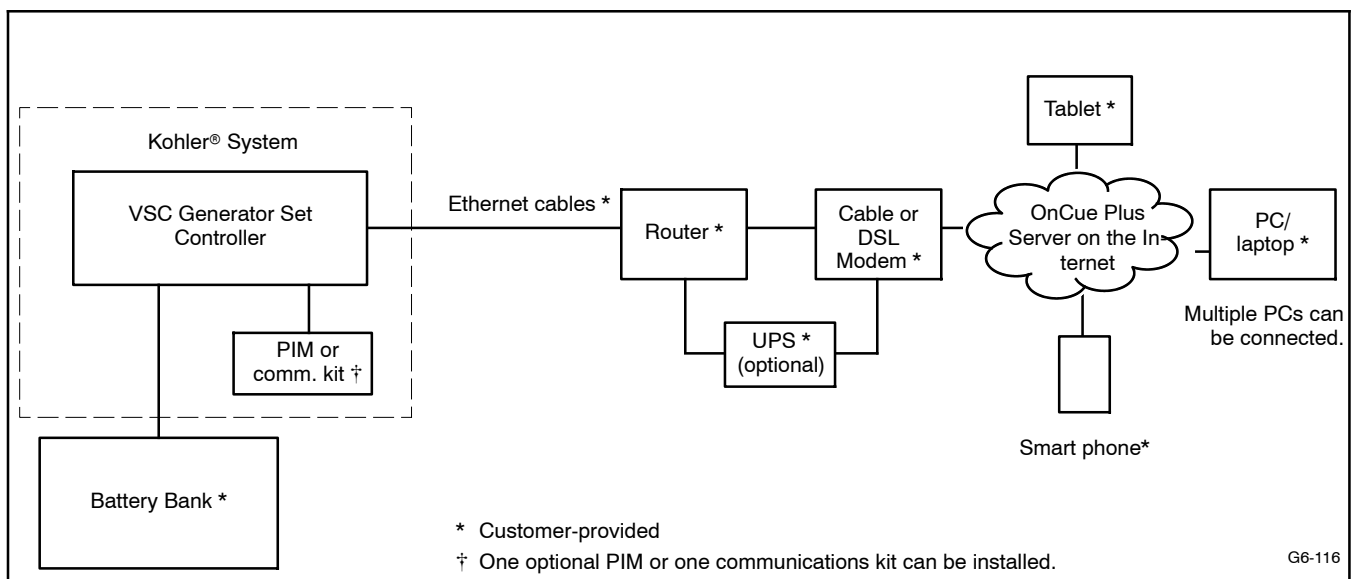 Kohler® System
VSC Generator Set
Controller
PIM or
comm. kit †
Battery Bank *
Ethernet cables *
Router *
Cable or
DSL
Modem *
UPS *
(optional)
Tablet *
OnCue Plus
Server on the In-
ternet
PC/
laptop *
Multiple PCs can
be connected.
Smart phone*
* Customer-provided
† One optional PIM or one communications kit can be installed.
G6-116